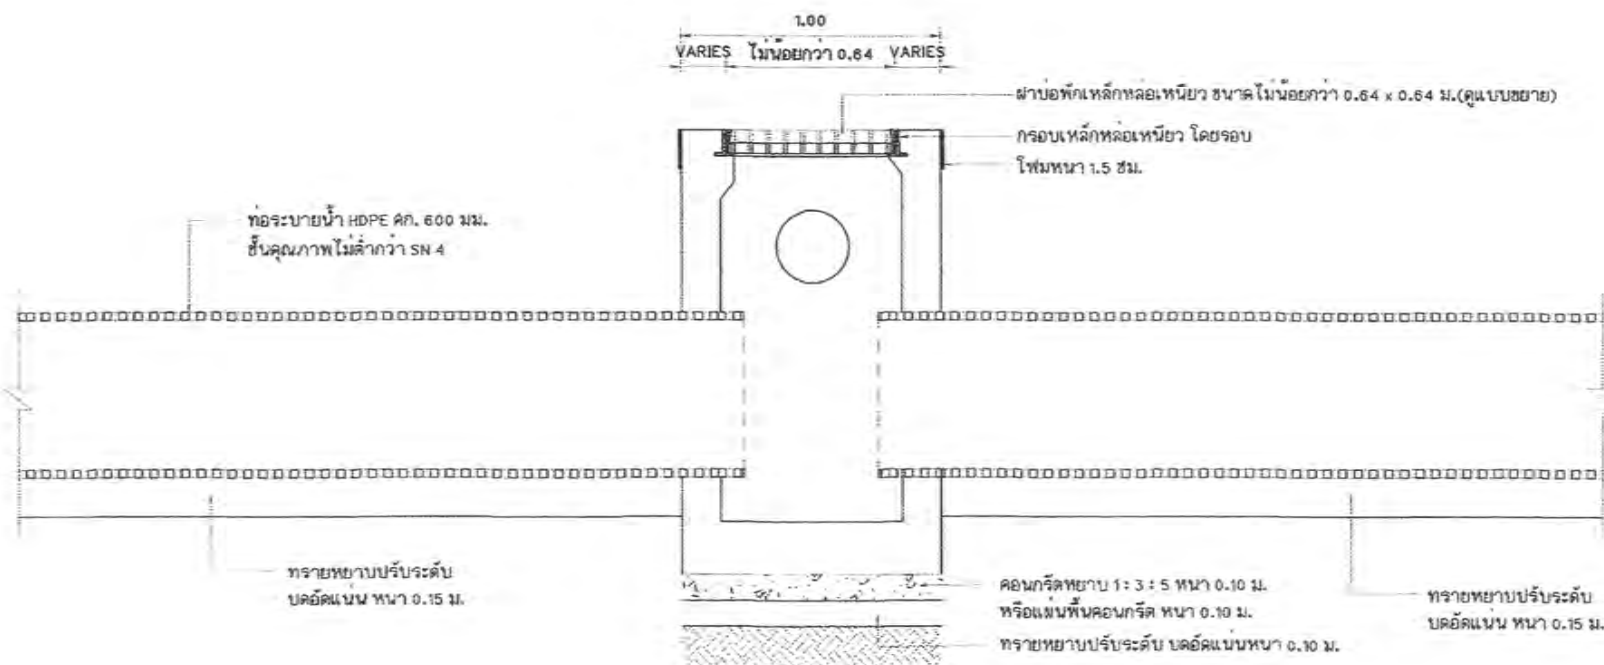 1.00
VARIES ไม่น้อยกว่า 0.64 VARIES
ฝาบ่อพักเหล็กหล่อเหนียว ขนาดไม่น้อยกว่า 0.64 x 0.64 ม.(ดูแบบขยาย)
กรอบเหล็กหล่อเหนียว โดยรอบ
โฟมหนา 1.5 ซม.
ท่อระบายน้ำ HDPE ศก. 600 มม.
ชั้นคุณภาพไม่ต่ำกว่า SN 4
ทรายหยาบปรับระดับ
บดอัดแน่น หนา 0.15 ม.
คอนกรีตหยาบ 1 : 3 : 5 หนา 0.10 ม.
หรือแผ่นพื้นคอนกรีต หนา 0.10 ม.
ทรายหยาบปรับระดับ บดอัดแน่นหนา 0.10 ม.
ทรายหยาบปรับระดับ
บดอัดแน่น หนา 0.15 ม.